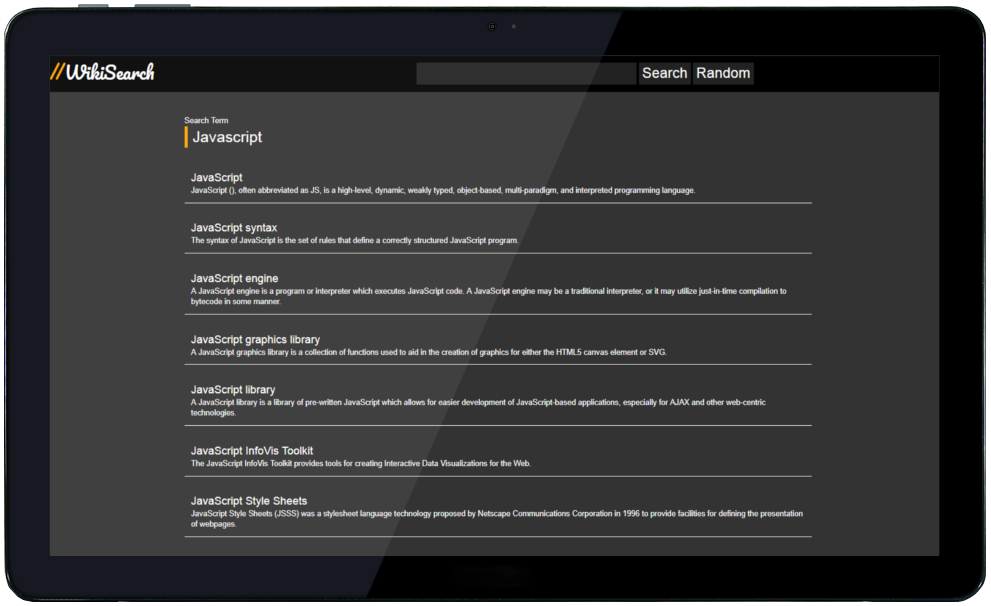 //WikiSearch
Search Random
Search Term
Javascript
JavaScript
JavaScript (), often abbreviated as JS, is a high-level, dynamic, weakly typed, object-based, multi-paradigm, and interpreted programming language.
JavaScript syntax
The syntax of JavaScript is the set of rules that define a correctly structured JavaScript program.
JavaScript engine
A JavaScript engine is a program or interpreter which executes JavaScript code. A JavaScript engine may be a traditional interpreter, or it may utilize just-in-time compilation to
bytecode in some manner.
JavaScript graphics library
A JavaScript graphics library is a collection of functions used to aid in the creation of graphics for either the HTML5 canvas element or SVG.
JavaScript library
A JavaScript library is a library of pre-written JavaScript which allows for easier development of JavaScript-based applications, especially for AJAX and other web-centric
technologies.
JavaScript InfoVis Toolkit
The JavaScript InfoVis Toolkit provides tools for creating Interactive Data Visualizations for the Web.
JavaScript Style Sheets
JavaScript Style Sheets (JSSS) was a stylesheet language technology proposed by Netscape Communications Corporation in 1996 to provide facilities for defining the presentation
of webpages.